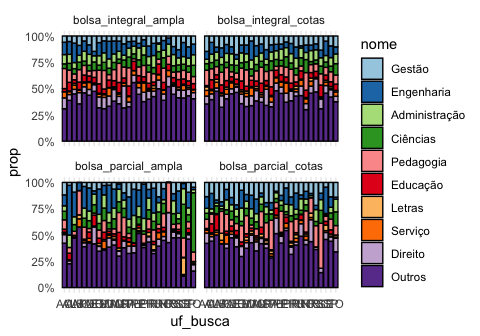 bolsa_integral_ampla
bolsa_integral_cotas
100%
75%
50%
25%
0%
bolsa_parcial_ampla
bolsa_parcial_cotas
100%
75%
50%
25%
0%
prop
uf_busca
nome
Gestão
Engenharia
Administração
Ciências
Pedagogia
Educação
Letras
Serviço
Direito
Outros